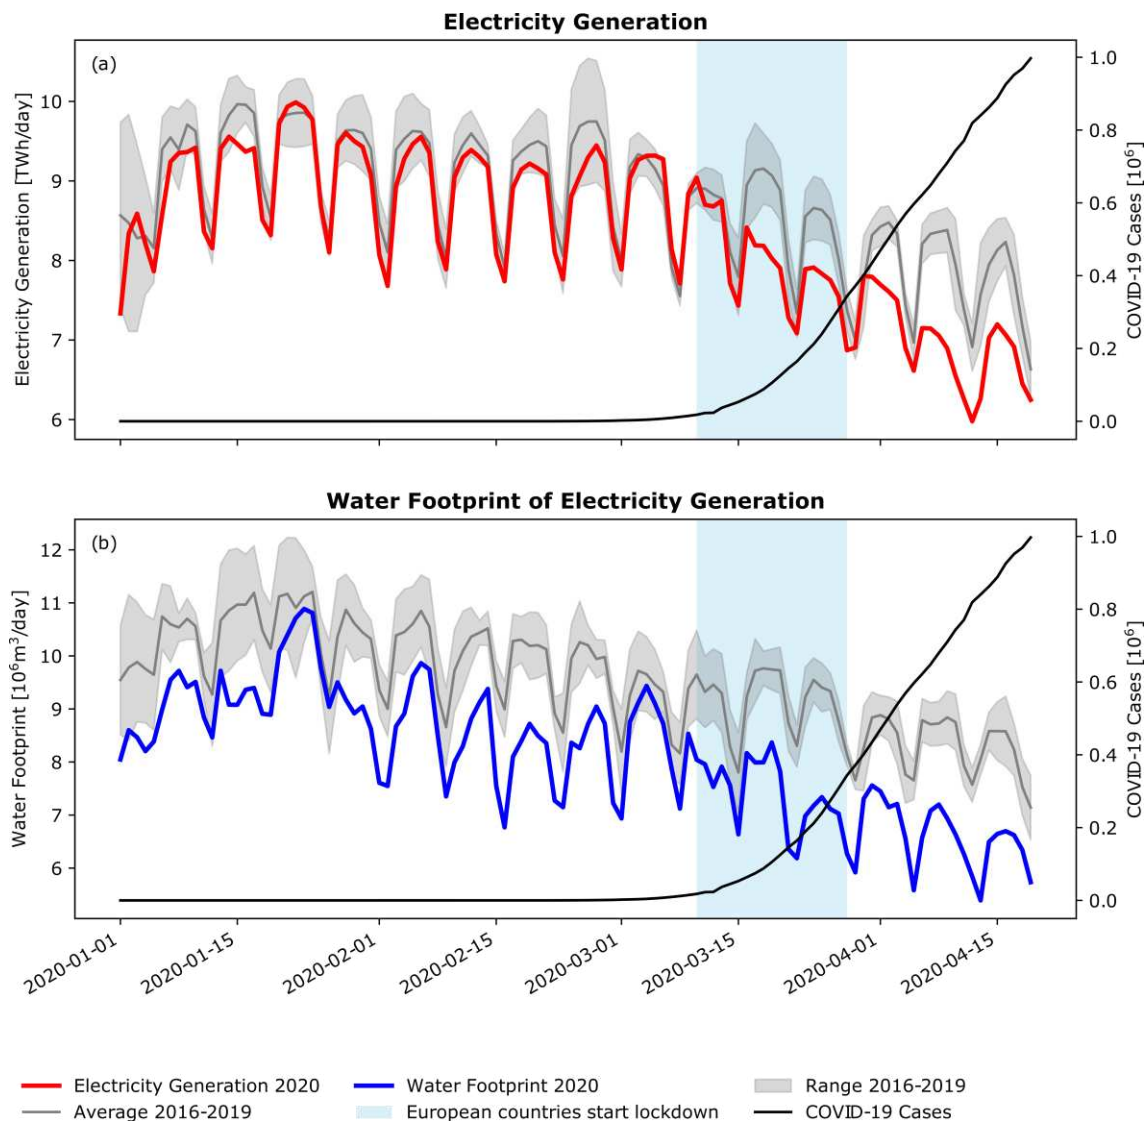 Electricity Generation
(a)
Electricity Generation [TWh/day]
10
9
8
7
6
COVID-19 Cases [10⁶]
1.0
0.8
0.6
0.4
0.2
0.0
Water Footprint of Electricity Generation
(b)
Water Footprint [10⁶m³/day]
12
11
10
9
8
7
6
COVID-19 Cases [10⁶]
1.0
0.8
0.6
0.4
0.2
0.0
2020-01-01
2020-01-15
2020-02-01
2020-02-15
2020-03-01
2020-03-15
2020-04-01
2020-04-15
Electricity Generation 2020
Water Footprint 2020
Range 2016-2019
Average 2016-2019
European countries start lockdown
COVID-19 Cases